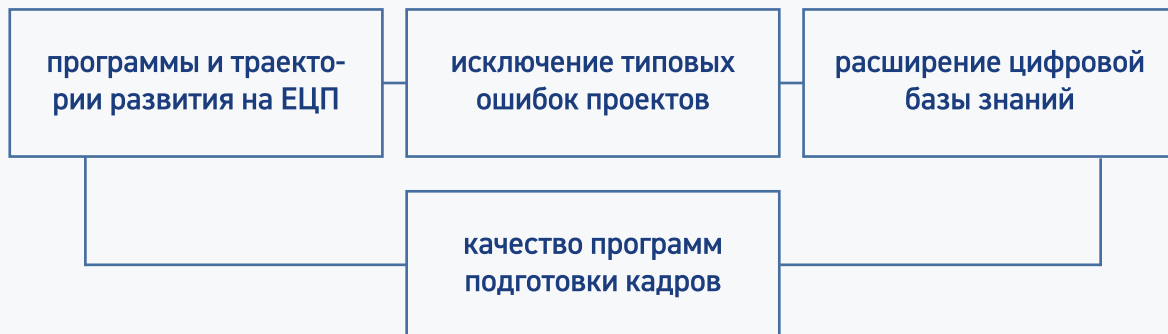 программы и траекто-
рии развития на ЕЦП
исключение типовых
ошибок проектов
расширение цифровой
базы знаний
качество программ
подготовки кадров